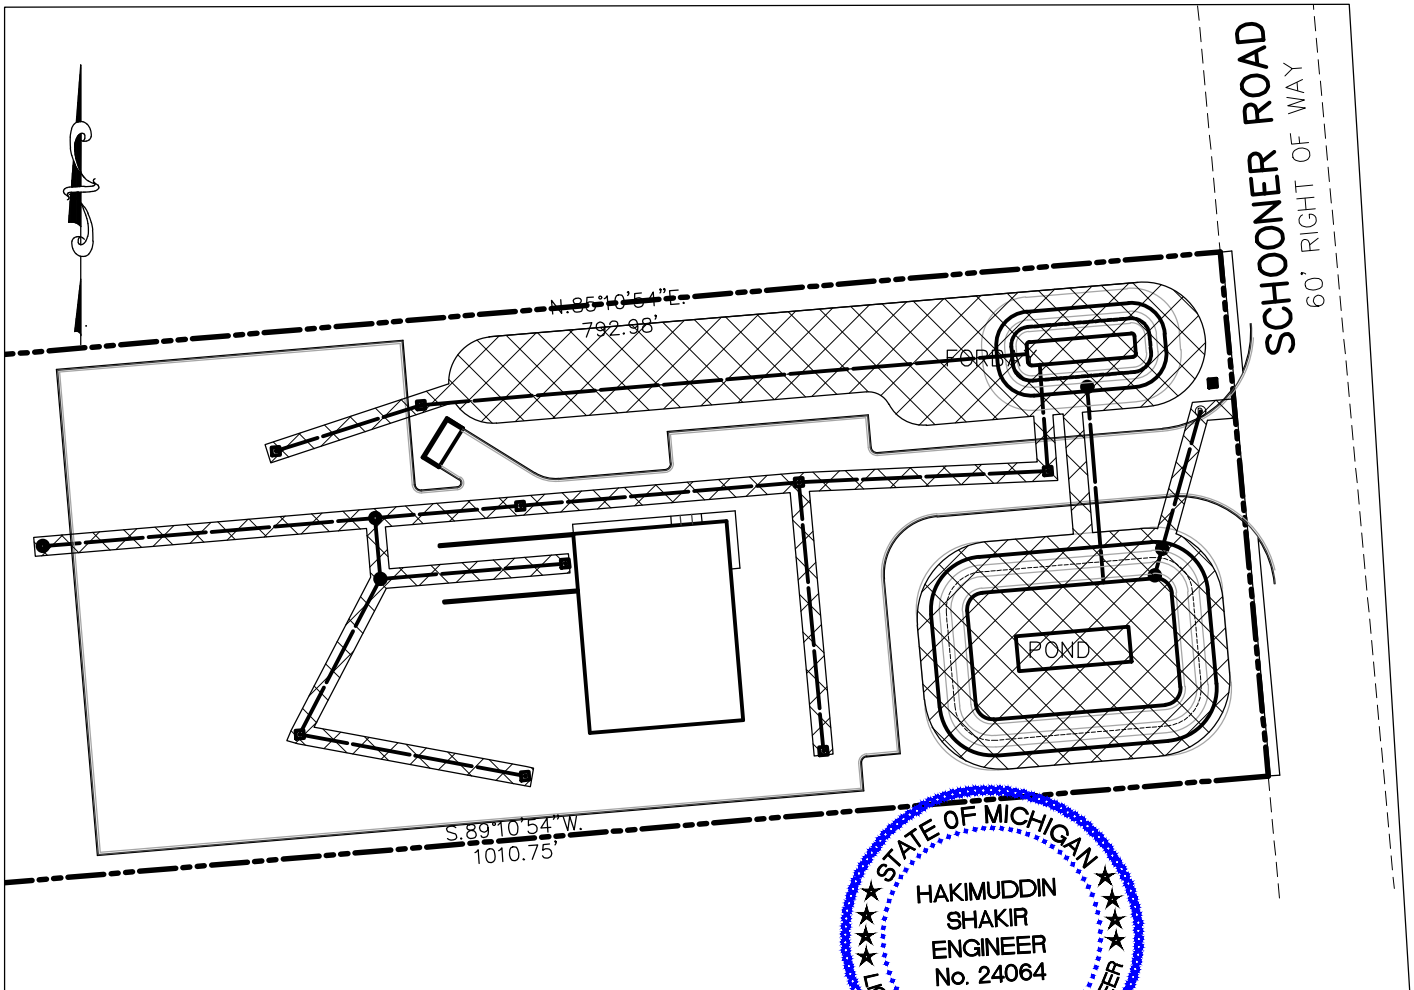 SCHOONER ROAD
60' RIGHT OF WAY
N.85°10'54"E.
792.98'
POND
S.89°10'54"W.
1010.75'
STATE OF MICHIGAN
HAKIMUDDIN
SHAKIR
ENGINEER
No. 24064